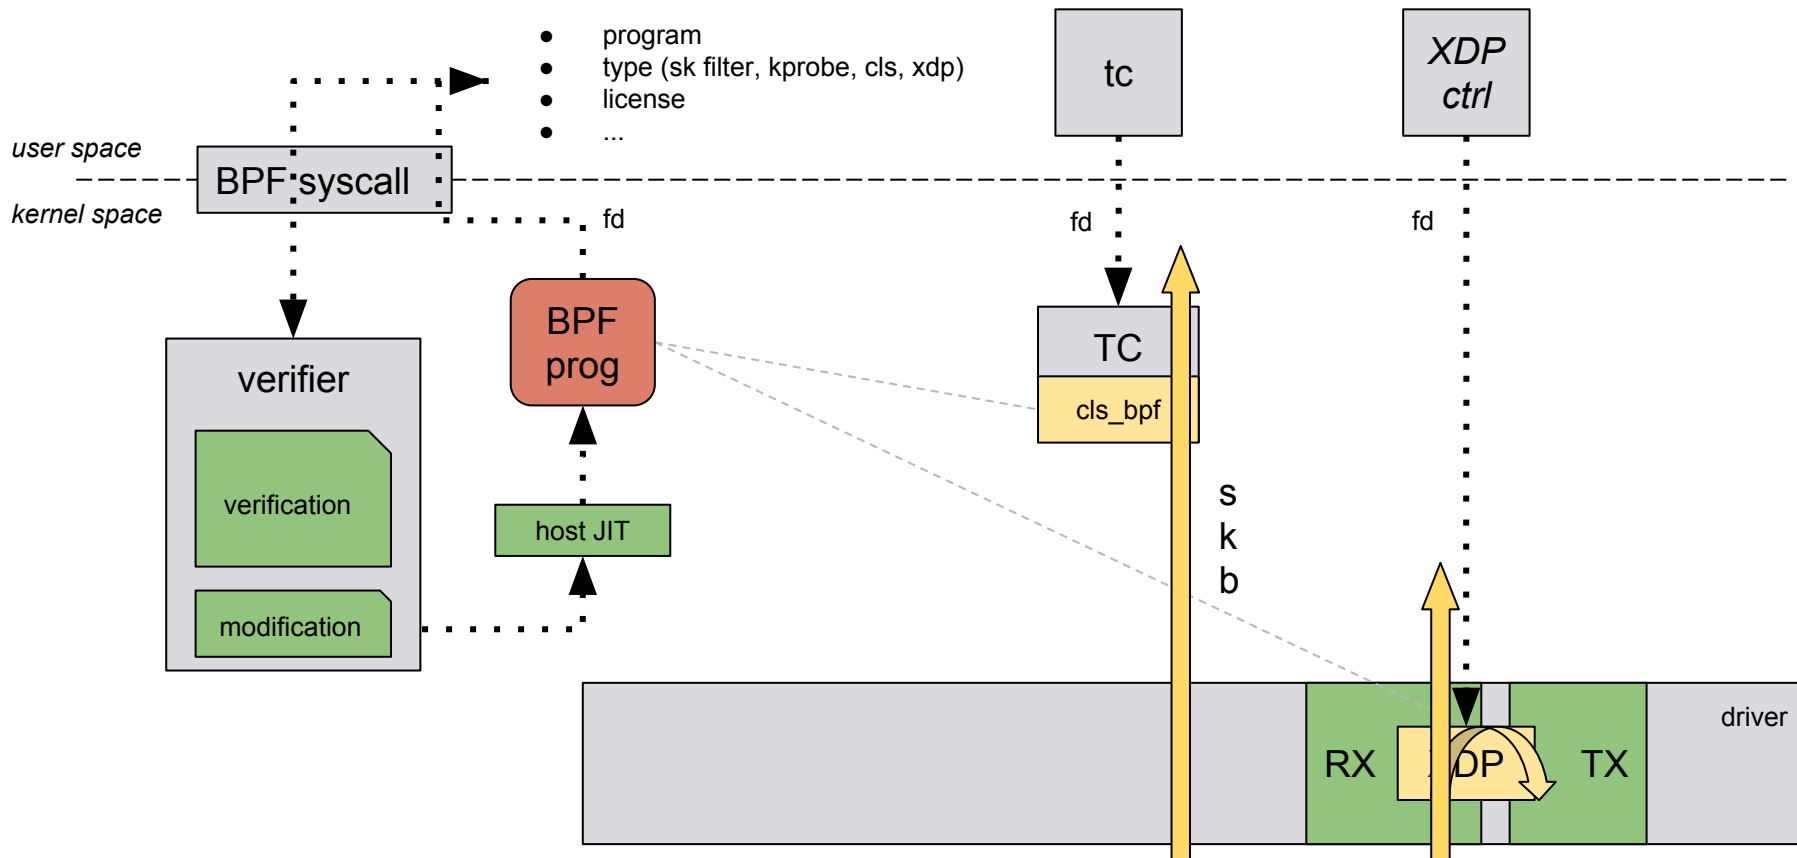 program
type (sk filter, kprobe, cls, xdp)
license
...
tc
XDP
ctrl
user space
BPF syscall
kernel space
fd
fd
fd
BPF
prog
TC
cls_bpf
verifier
verification
modification
host JIT
s
k
b
driver
RX
XDP
TX